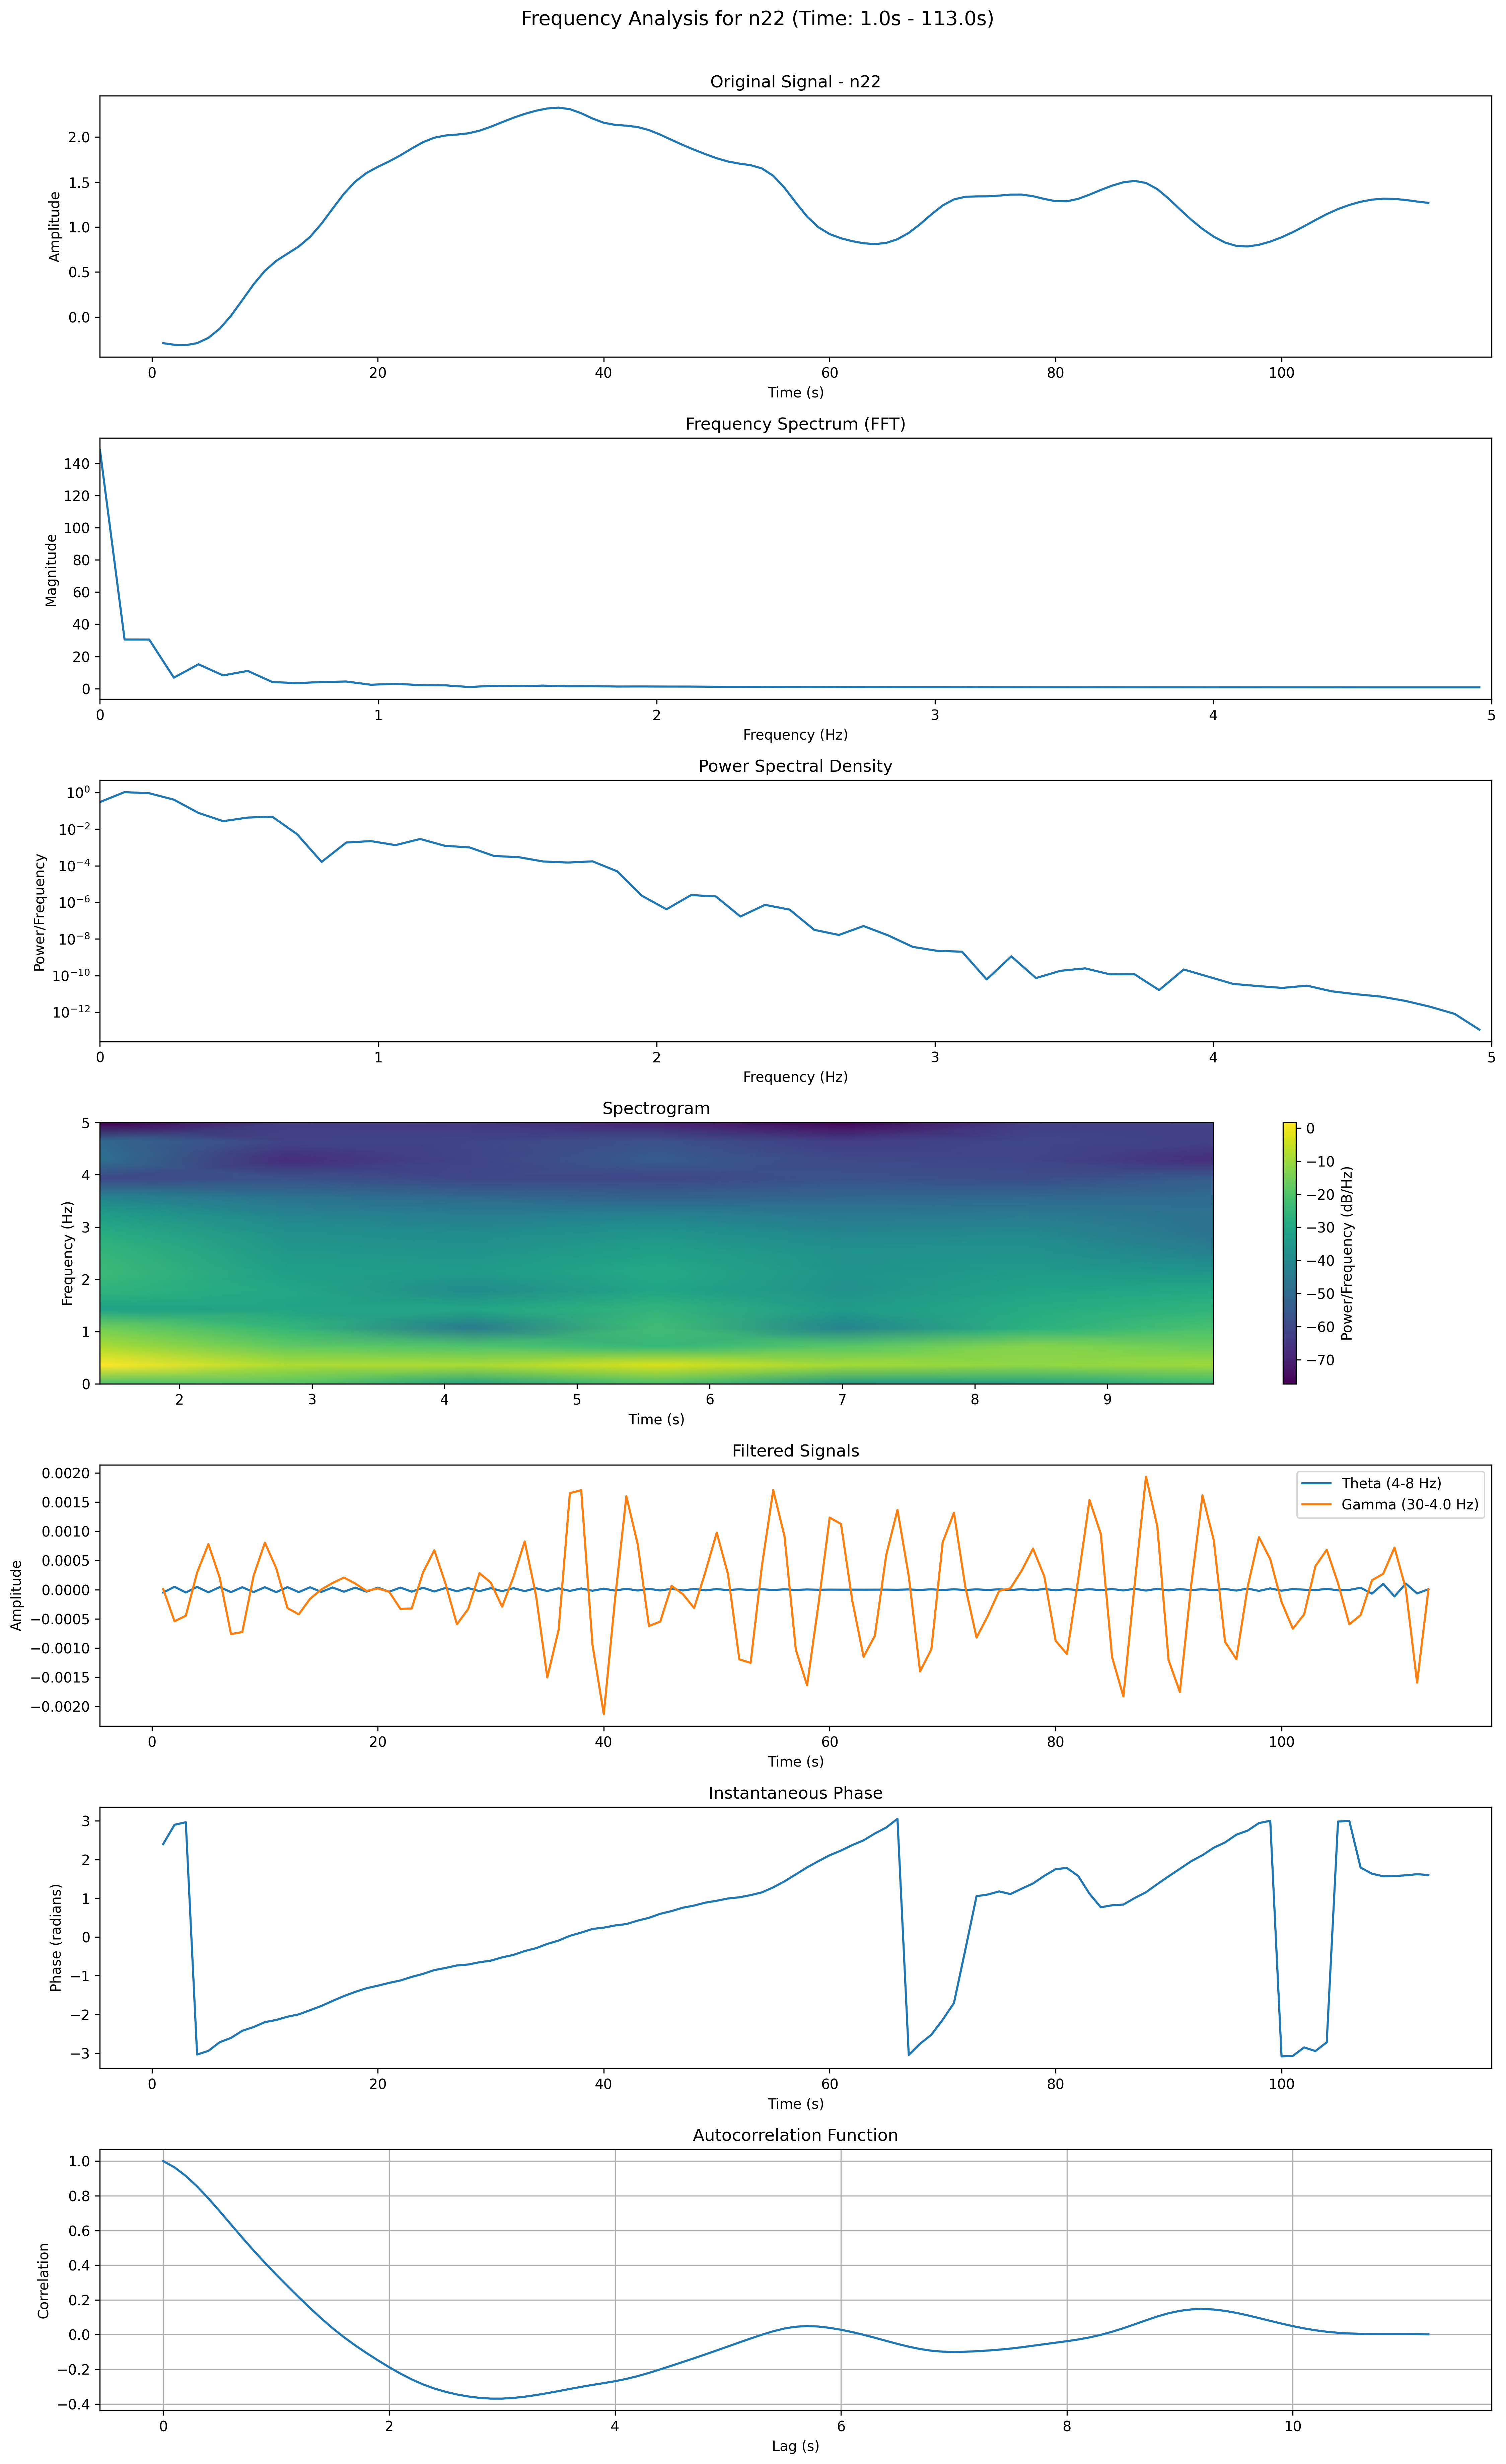 Frequency Analysis for n22 (Time: 1.0s - 113.0s)
Original Signal - n22
Amplitude
2.0
1.5
1.0
0.5
0.0
0 20 40 60 80 100
Time (s)
Frequency Spectrum (FFT)
Magnitude
140
120
100
80
60
40
20
0
0 1 2 3 4 5
Frequency (Hz)
Power Spectral Density
Power/Frequency
10⁰
10⁻²
10⁻⁴
10⁻⁶
10⁻⁸
10⁻¹⁰
10⁻¹²
0 1 2 3 4 5
Frequency (Hz)
Spectrogram
Frequency (Hz)
5
4
3
2
1
0
2 3 4 5 6 7 8 9
Time (s)
0
−10
−20
−30
−40
−50
−60
−70
Power/Frequency (dB/Hz)
Filtered Signals
Amplitude
0.0020
0.0015
0.0010
0.0005
0.0000
−0.0005
−0.0010
−0.0015
−0.0020
Theta (4-8 Hz)
Gamma (30-4.0 Hz)
0 20 40 60 80 100
Time (s)
Instantaneous Phase
Phase (radians)
3
2
1
0
−1
−2
−3
0 20 40 60 80 100
Time (s)
Autocorrelation Function
Correlation
1.0
0.8
0.6
0.4
0.2
0.0
−0.2
−0.4
0 2 4 6 8 10
Lag (s)